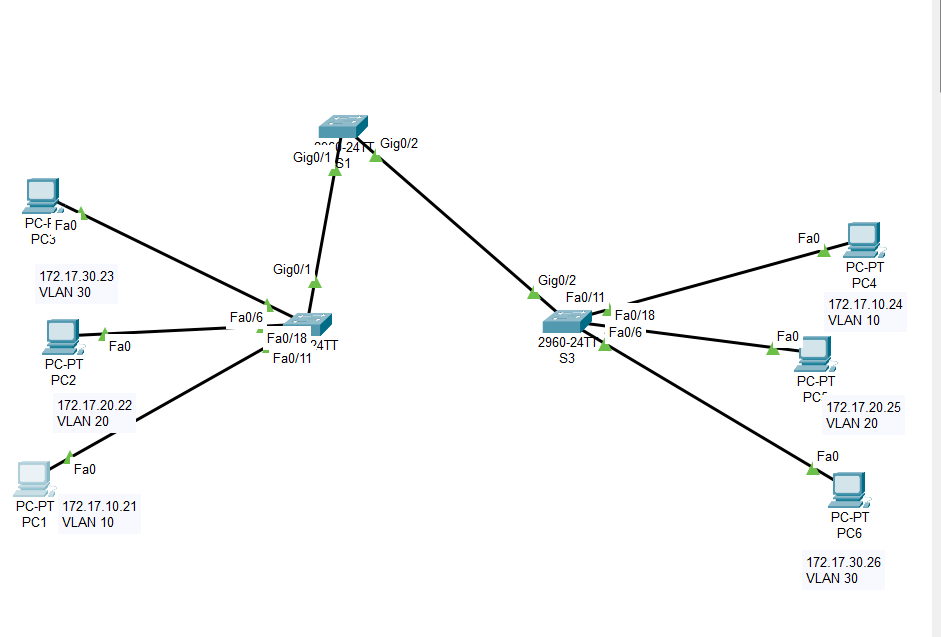 2960-24TT
S1
Gig0/1
Gig0/2
PC-PT
PC3
Fa0
172.17.30.23
VLAN 30
Gig0/1
Fa0/6
Fa0/18
24TT
Fa0/11
Fa0
PC-PT
PC2
172.17.20.22
VLAN 20
Fa0
PC-PT
PC1
172.17.10.21
VLAN 10
Gig0/2
Fa0/11
Fa0/18
Fa0/6
2960-24TT
S3
Fa0
PC-PT
PC4
172.17.10.24
VLAN 10
Fa0
PC-PT
172.17.20.25
VLAN 20
Fa0
PC-PT
PC6
172.17.30.26
VLAN 30